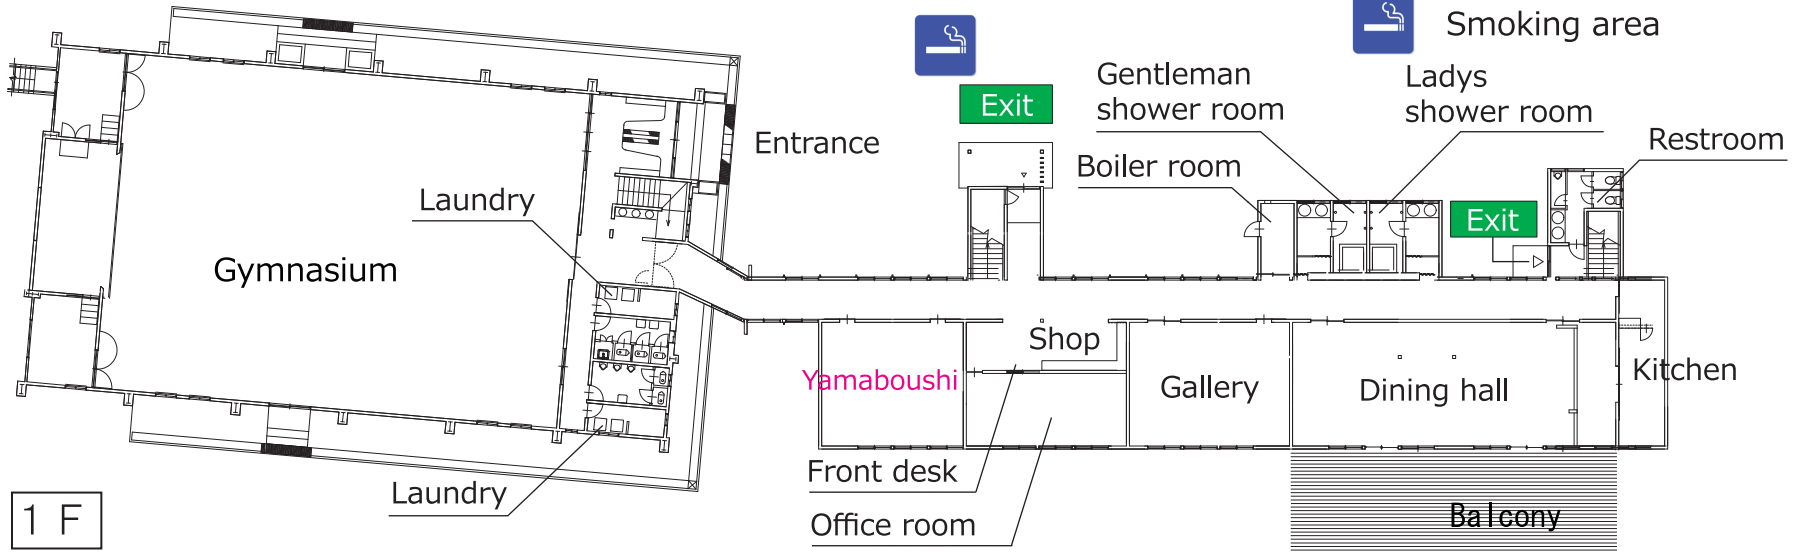 Smoking area
Exit
Gentleman
shower room
Ladys
shower room
Entrance
Restroom
Boiler room
Laundry
Exit
Gymnasium
Shop
Yamaboushi
Gallery
Dining hall
Kitchen
Front desk
Laundry
Office room
Balcony
1 F